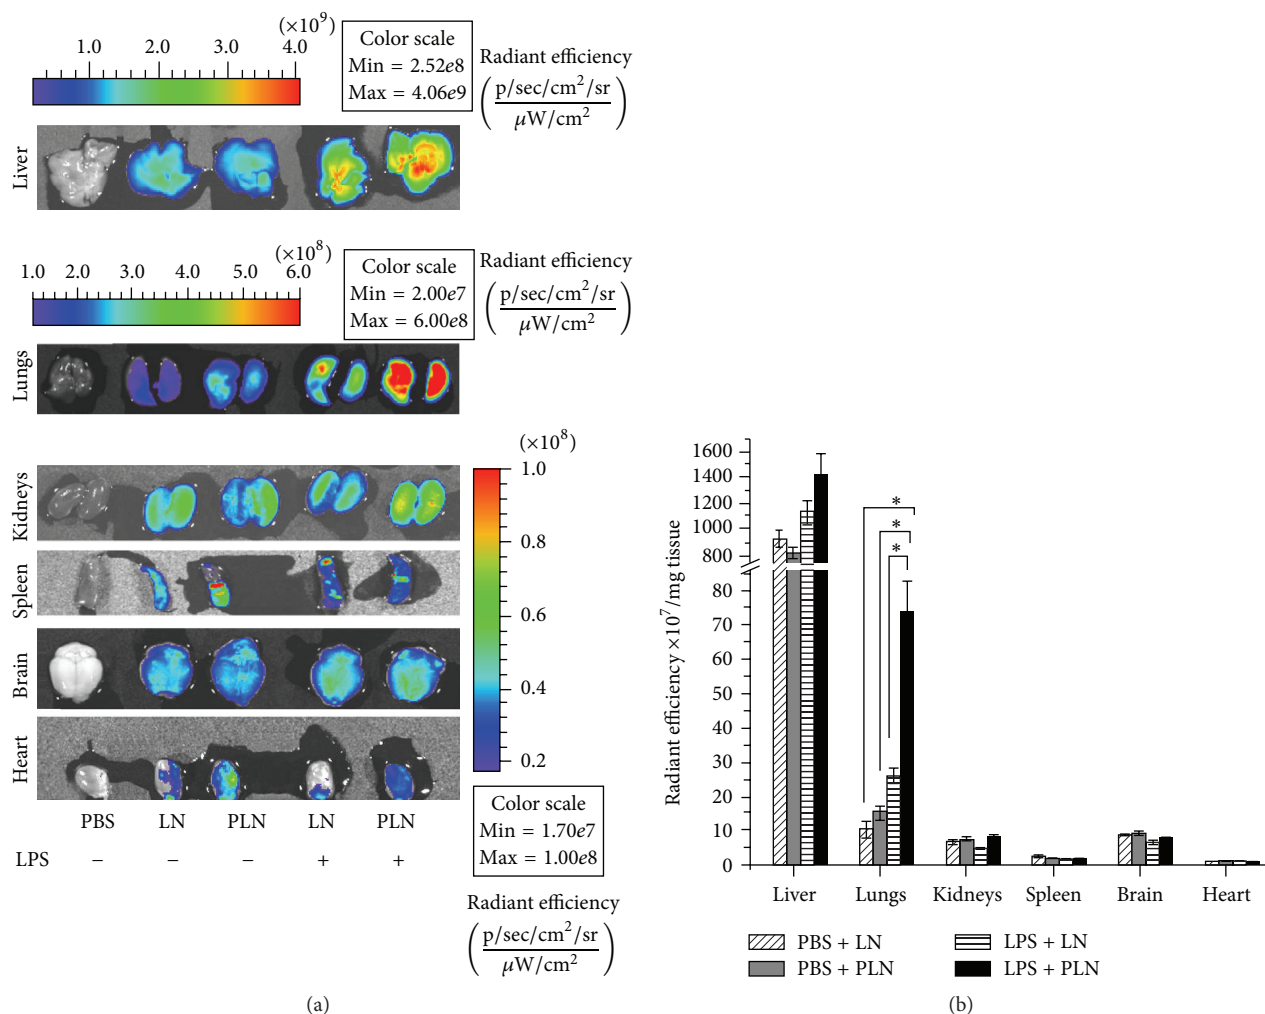 (×10⁹)
1.0 2.0 3.0 4.0
Color scale
Min = 2.52e8
Max = 4.06e9
Radiant efficiency
(p/sec/cm²/sr
μW/cm²)
Liver
(×10⁸)
1.0 2.0 3.0 4.0 5.0 6.0
Color scale
Min = 2.00e7
Max = 6.00e8
Radiant efficiency
(p/sec/cm²/sr
μW/cm²)
Lungs
Kidneys
Spleen
Brain
Heart
(×10⁸)
1.0
0.8
0.6
0.4
0.2
PBS LN PLN LN PLN
LPS − − − + +
Color scale
Min = 1.70e7
Max = 1.00e8
Radiant efficiency
(p/sec/cm²/sr
μW/cm²)
(a)
Radiant efficiency ×10⁷/mg tissue
1600
1400
1200
1000
800
80
70
60
50
40
30
20
10
0
*
*
*
Liver Lungs Kidneys Spleen Brain Heart
PBS + LN LPS + LN
PBS + PLN LPS + PLN
(b)